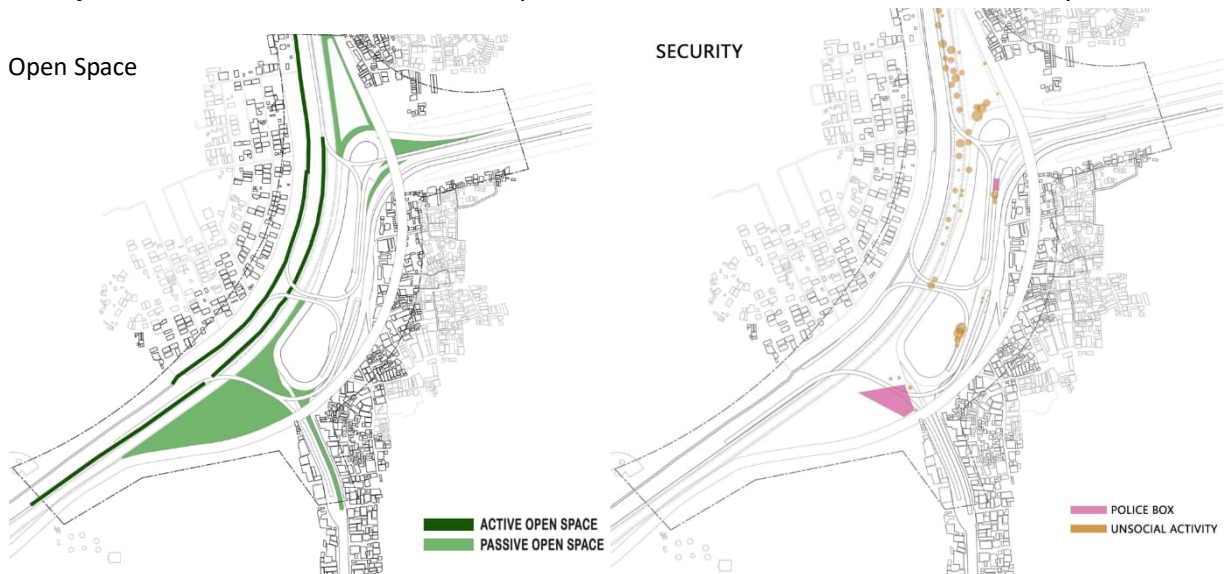 Open Space
SECURITY
ACTIVE OPEN SPACE
PASSIVE OPEN SPACE
POLICE BOX
UNSOCIAL ACTIVITY